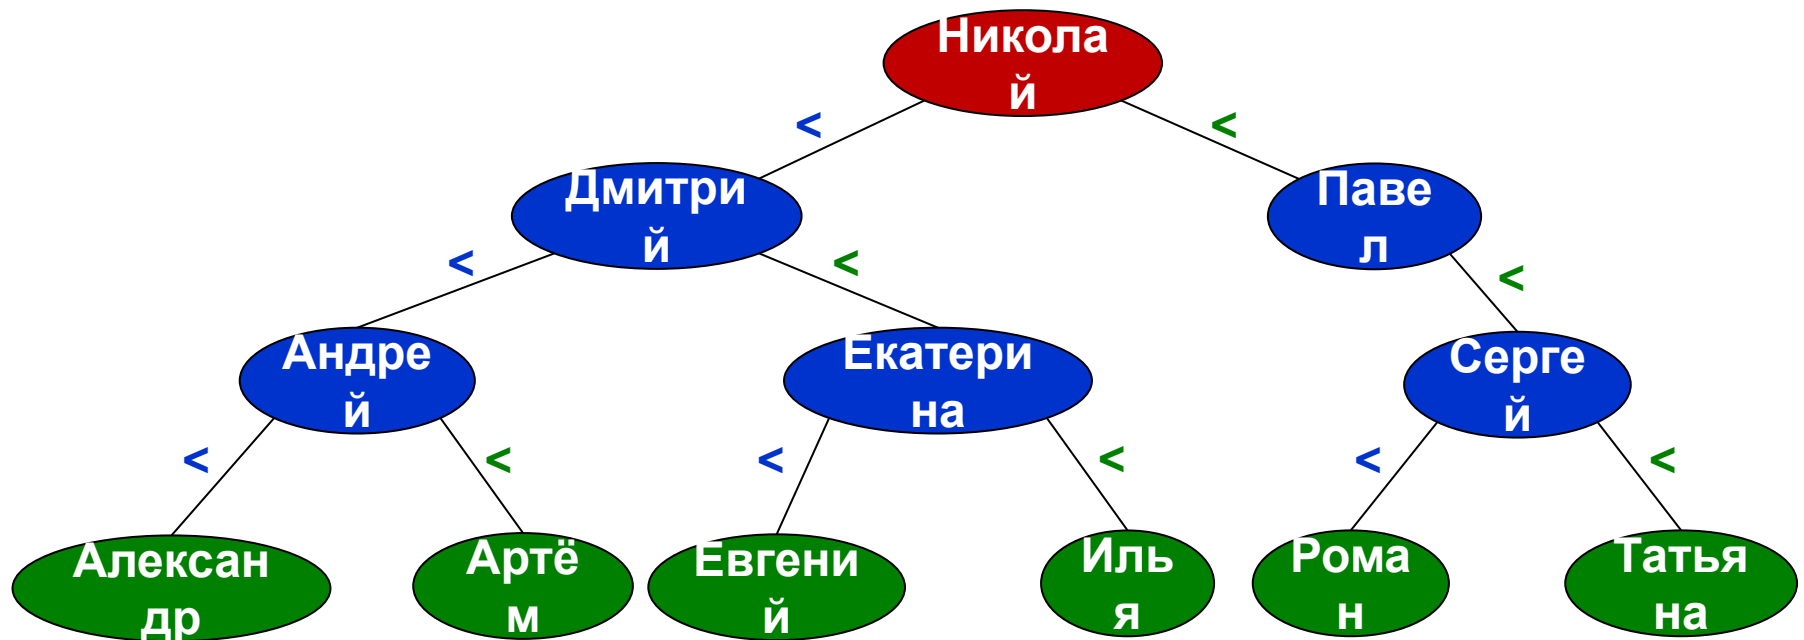 Никола
й
<
<
Дмитри
й
Паве
л
<
<
<
Андре
й
Екатери
на
Серге
й
<
<
<
<
<
<
Алексан
др
Артё
м
Евгени
й
Иль
я
Рома
н
Татья
на